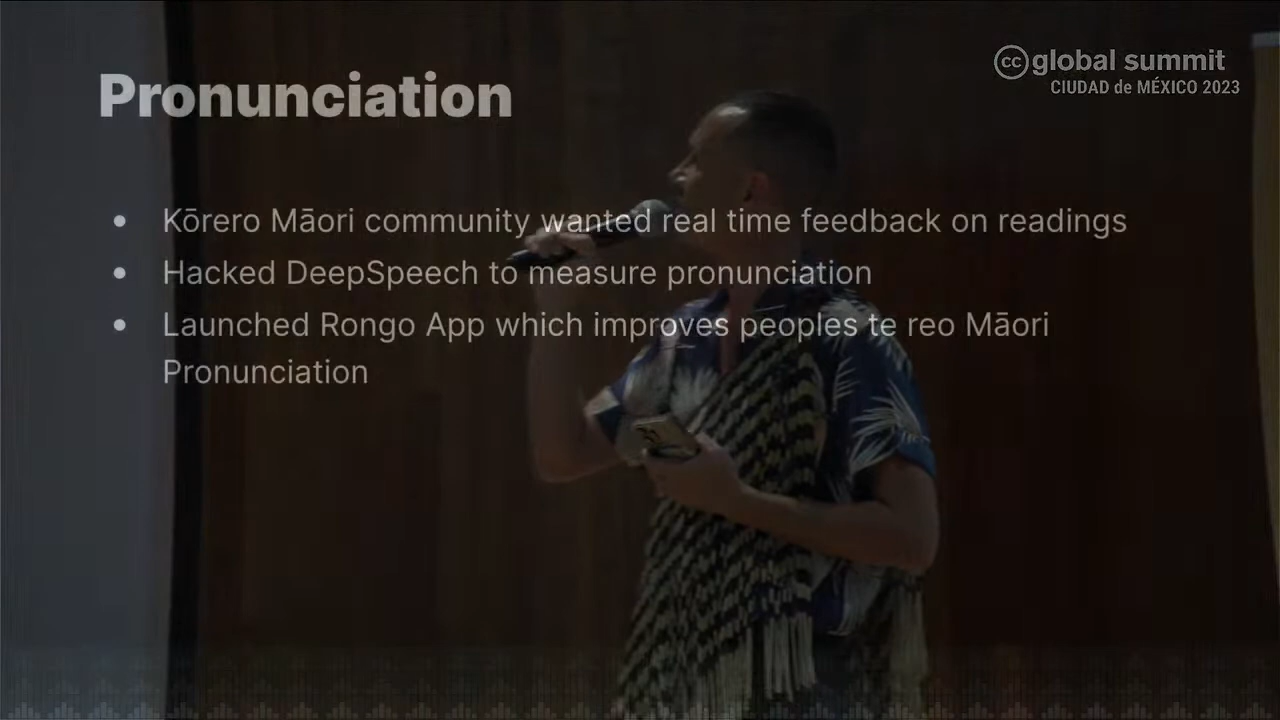 cc global summit
CIUDAD de MÉXICO 2023
Pronunciation
Kōrero Māori community wanted real time feedback on readings
Hacked DeepSpeech to measure pronunciation
Launched Rongo App which improves peoples te reo Māori
Pronunciation